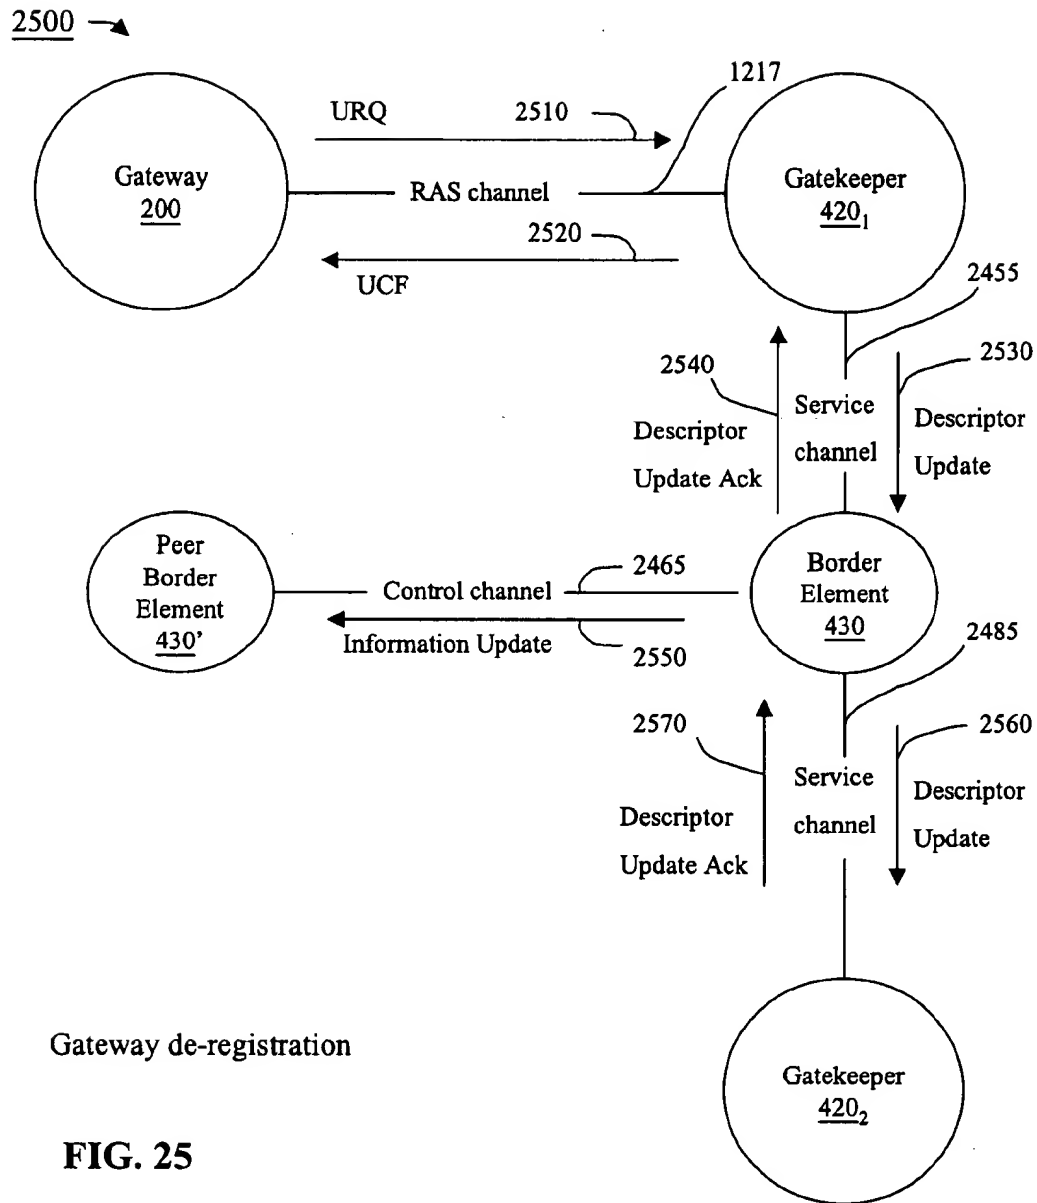 2500
1217
URQ
2510
Gateway
200
RAS channel
Gatekeeper
420₁
2520
UCF
2455
2540
2530
Service
channel
Descriptor
Update Ack
Descriptor
Update
Peer
Border
Element
430’
Control channel
2465
Border
Element
430
Information Update
2550
2485
2570
2560
Service
channel
Descriptor
Update Ack
Descriptor
Update
Gateway de-registration
Gatekeeper
420₂
FIG. 25